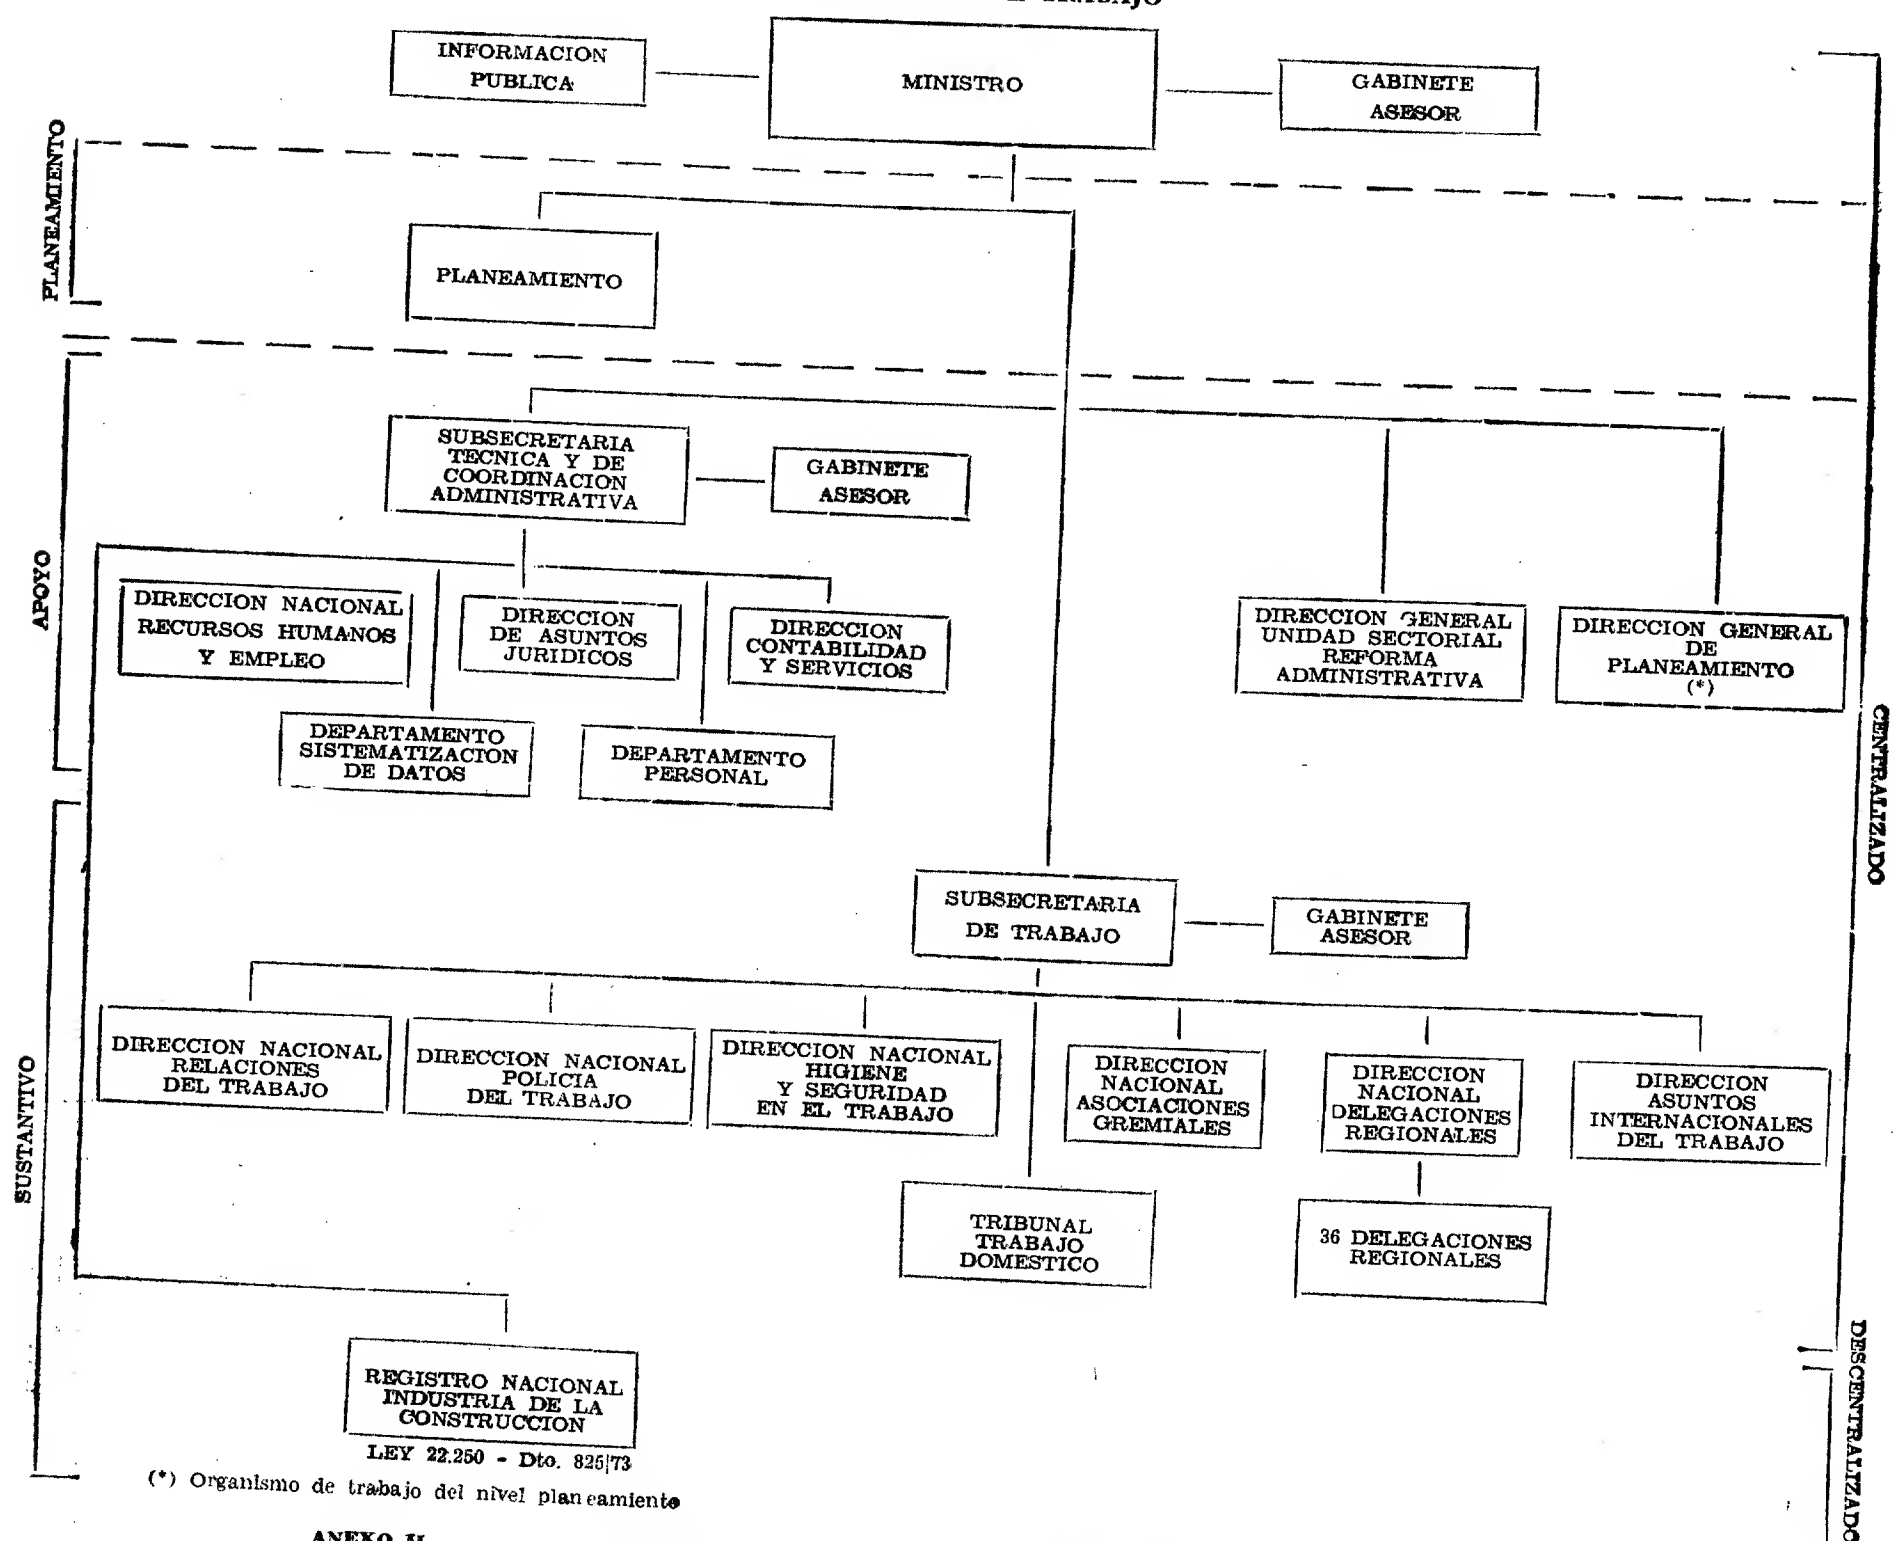 TRABAJO
INFORMACION
PUBLICA
MINISTRO
GABINETE
ASESOR
PLANEAMIENTO
PLANEAMIENTO
SUBSECRETARIA
TECNICA Y DE
COORDINACION
ADMINISTRATIVA
GABINETE
ASESOR
APOYO
DIRECCION NACIONAL
RECURSOS HUMANOS
Y EMPLEO
DIRECCION
DE ASUNTOS
JURIDICOS
DIRECCION
CONTABILIDAD
Y SERVICIOS
DIRECCION GENERAL
UNIDAD SECTORIAL
REFORMA
ADMINISTRATIVA
DIRECCION GENERAL
DE
PLANEAMIENTO
(*)
DEPARTAMENTO
SISTEMATIZACION
DE DATOS
DEPARTAMENTO
PERSONAL
CENTRALIZADO
SUBSECRETARIA
DE TRABAJO
GABINETE
ASESOR
SUSTANTIVO
DIRECCION NACIONAL
RELACIONES
DEL TRABAJO
DIRECCION NACIONAL
POLICIA
DEL TRABAJO
DIRECCION NACIONAL
HIGIENE
Y SEGURIDAD
EN EL TRABAJO
DIRECCION
NACIONAL
ASOCIACIONES
GREMIALES
DIRECCION
NACIONAL
DELEGACIONES
REGIONALES
DIRECCION
ASUNTOS
INTERNACIONALES
DEL TRABAJO
TRIBUNAL
TRABAJO
DOMESTICO
36 DELEGACIONES
REGIONALES
DESCENTRALIZADO
REGISTRO NACIONAL
INDUSTRIA DE LA
CONSTRUCCION
LEY 22.250 - Dto. 825|73
(*) Organismo de trabajo del nivel planeamiento
ANEXO II